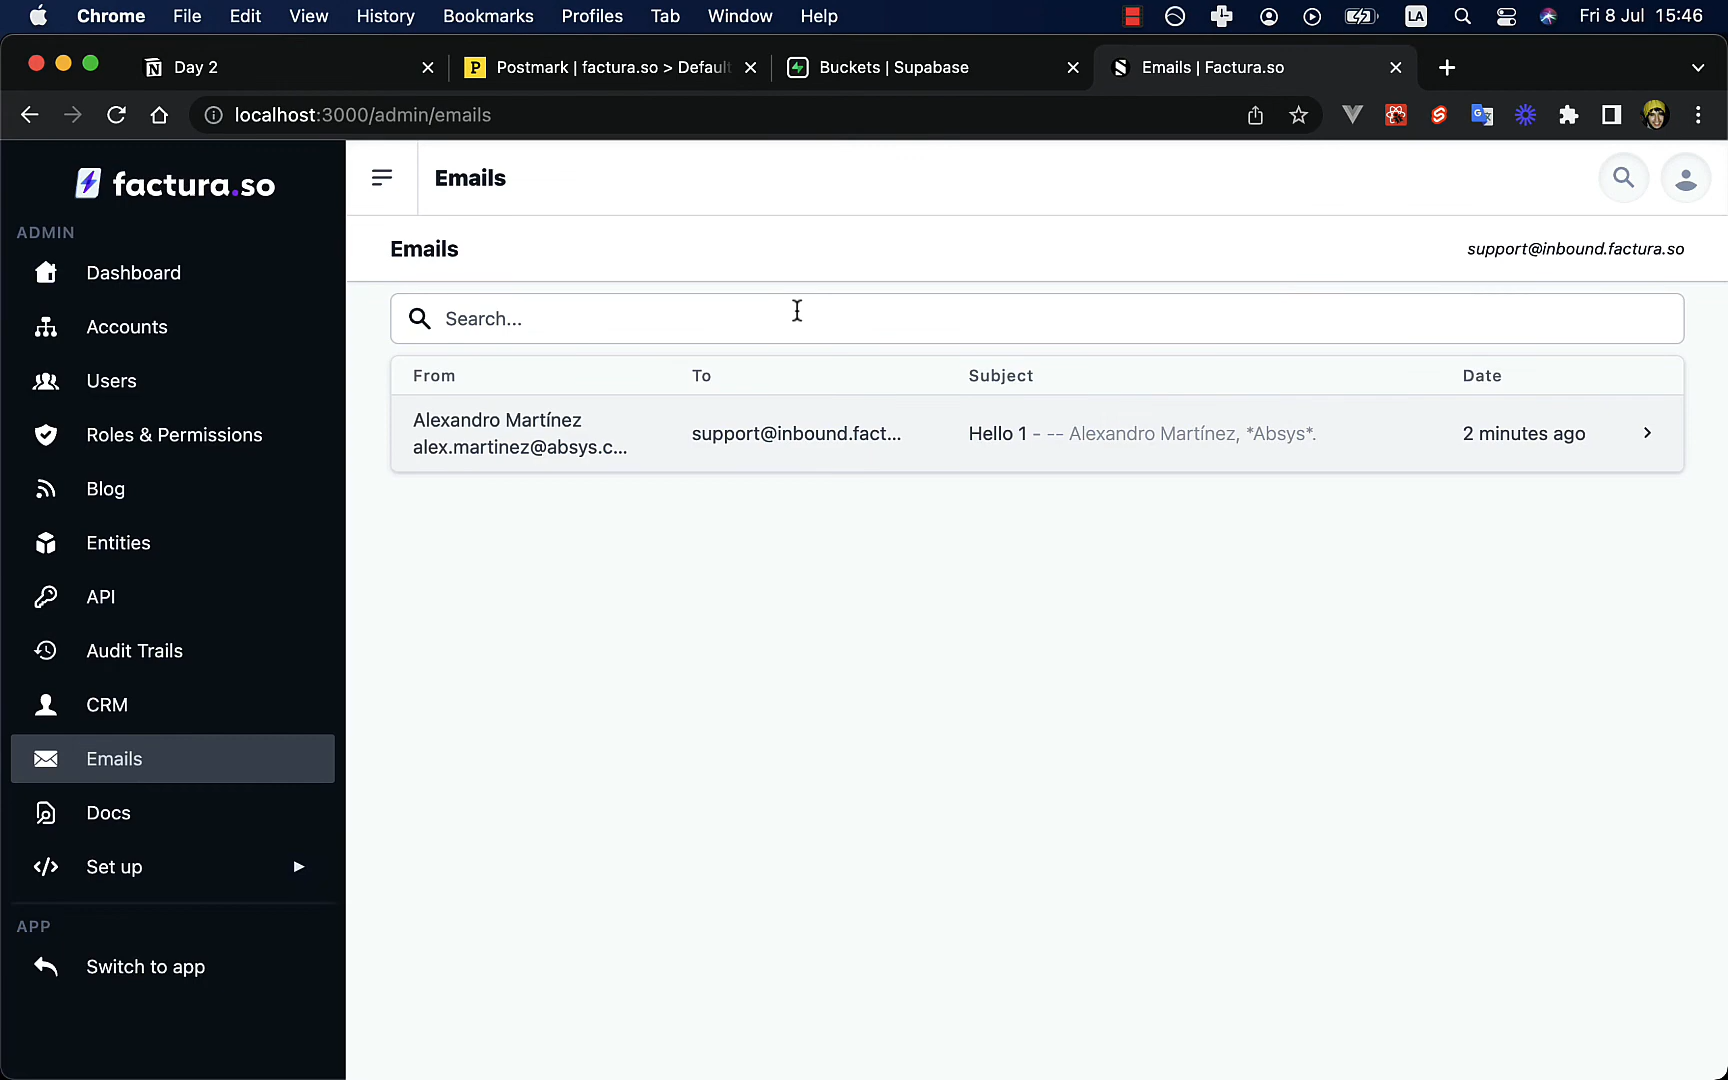 Chrome File Edit View History Bookmarks Profiles Tab Window Help LA Fri 8 Jul 15:46
Day 2 Postmark | factura.so > Default Buckets | Supabase Emails | Factura.so
localhost:3000/admin/emails
factura.so
ADMIN
Dashboard
Accounts
Users
Roles & Permissions
Blog
Entities
API
Audit Trails
CRM
Emails
Docs
Set up
APP
Switch to app
Emails
Emails support@inbound.factura.so
Search...
From To Subject Date
Alexandro Martínez
alex.martinez@absys.c... support@inbound.fact... Hello 1 - -- Alexandro Martínez, *Absys*. 2 minutes ago